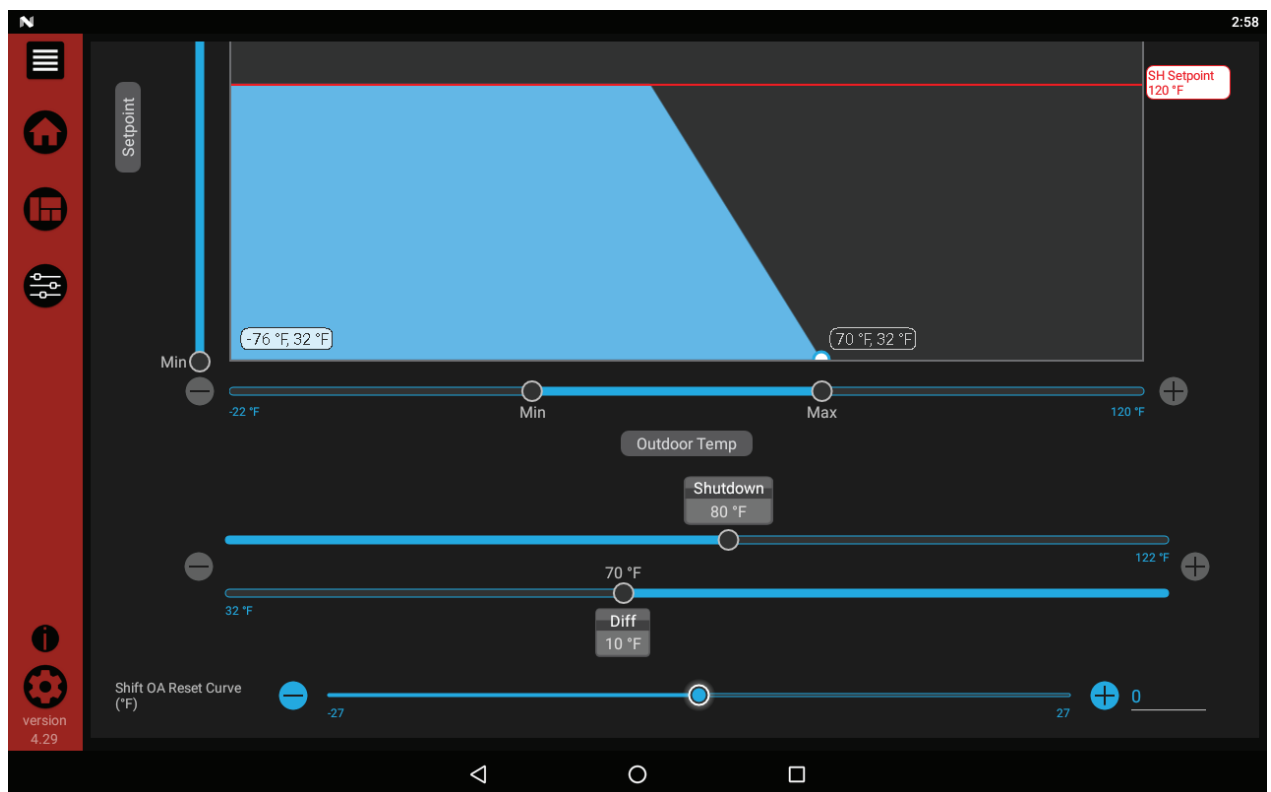 2:58
SH Setpoint
120 °F
Setpoint
-76 °F, 32 °F
70 °F, 32 °F
Min
-22 °F
Min
Max
120 °F
Outdoor Temp
Shutdown
80 °F
122 °F
70 °F
32 °F
Diff
10 °F
Shift OA Reset Curve
(°F)
-27
27
0
version
4.29